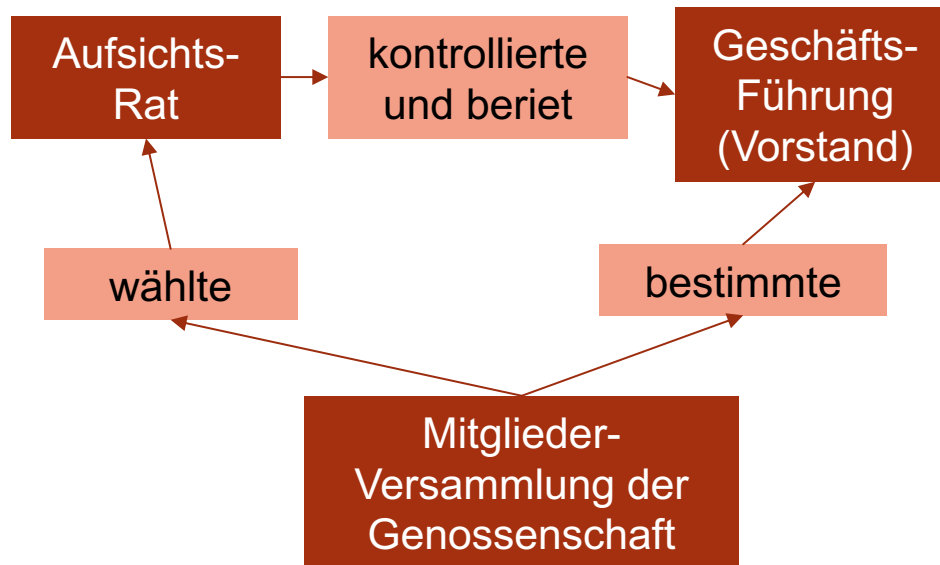 Aufsichts-
Rat
kontrollierte
und beriet
Geschäfts-
Führung
(Vorstand)
wählte
bestimmte
Mitglieder-
Versammlung der
Genossenschaft